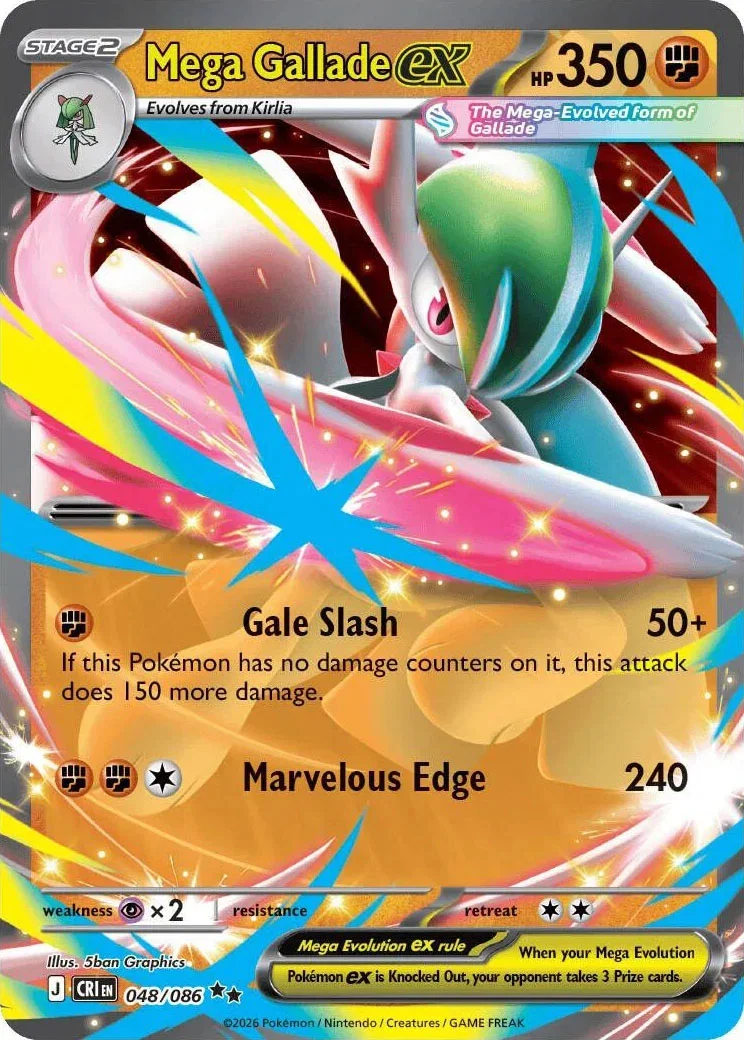 STAGE2
Mega Gallade ex
HP 350
Evolves from Kirlia
The Mega-Evolved form of
Gallade
Gale Slash 50+
If this Pokémon has no damage counters on it, this attack
does 150 more damage.
Marvelous Edge 240
weakness ×2 resistance retreat
Illus. 5ban Graphics
Mega Evolution ex rule When your Mega Evolution
Pokémon ex is Knocked Out, your opponent takes 3 Prize cards.
J CRI EN 048/086
©2026 Pokémon / Nintendo / Creatures / GAME FREAK